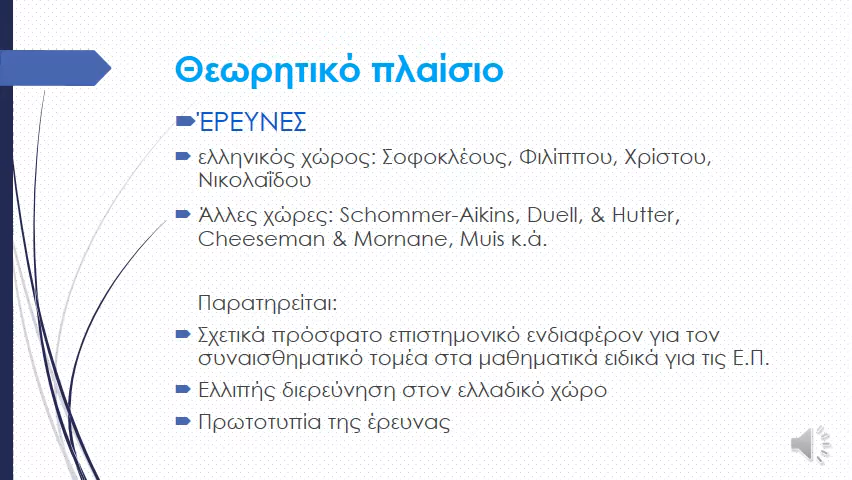 Θεωρητικό πλαίσιο
ΈΡΕΥΝΕΣ
ελληνικός χώρος: Σοφοκλέους, Φιλίππου, Χρίστου,
Νικολαΐδου
Άλλες χώρες: Schommer-Aikins, Duell, & Hutter,
Cheeseman & Mornane, Muis κ.ά.
Παρατηρείται:
Σχετικά πρόσφατο επιστημονικό ενδιαφέρον για τον
συναισθηματικό τομέα στα μαθηματικά ειδικά για τις Ε.Π.
Ελλιπής διερεύνηση στον ελλαδικό χώρο
Πρωτοτυπία της έρευνας